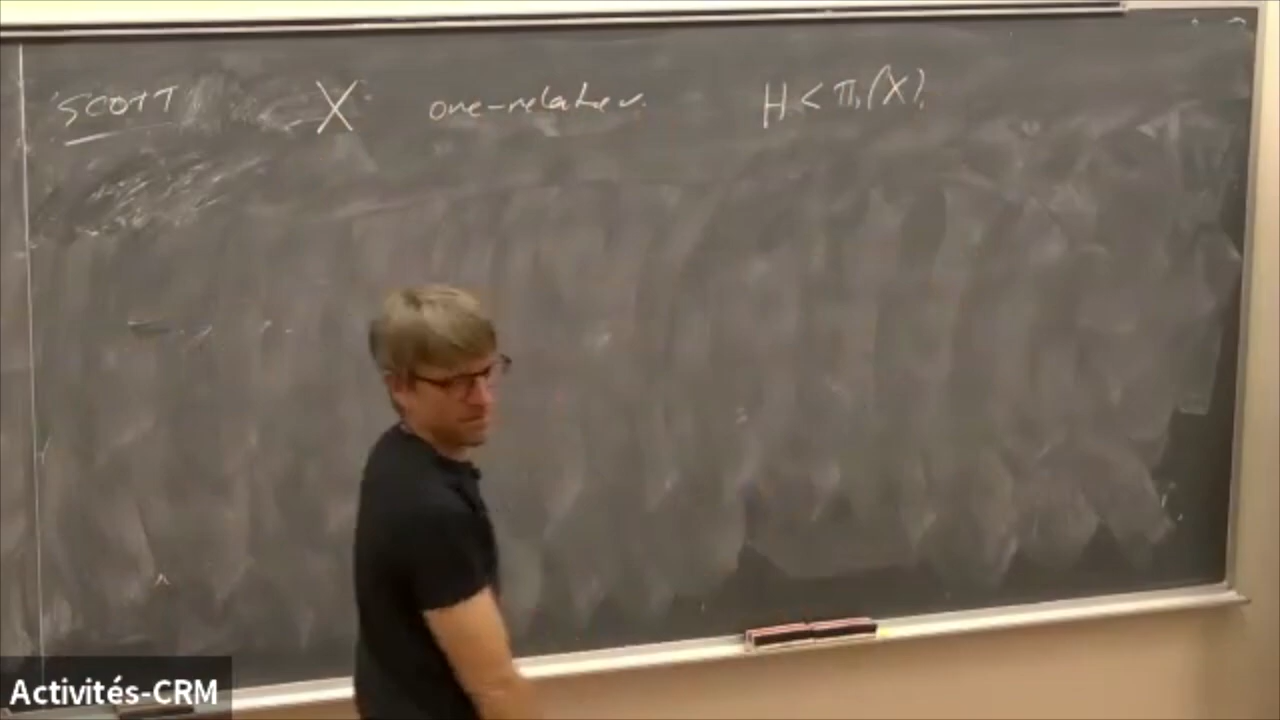 SCOTT X one-relator. H < π₁(X).
Activités-CRM